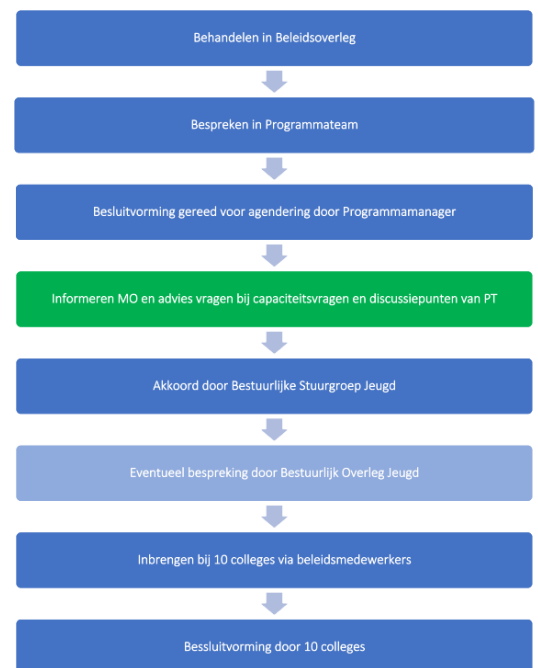 Behandelen in Beleidsoverleg
Bespreken in Programmateam
Besluitvorming gereed voor agendering door Programmamanager
Informeren MO en advies vragen bij capaciteitsvragen en discussiepunten van PT
Akkoord door Bestuurlijke Stuurgroep Jeugd
Eventueel bespreking door Bestuurlijk Overleg Jeugd
Inbrengen bij 10 colleges via beleidsmedewerkers
Bessluitvorming door 10 colleges